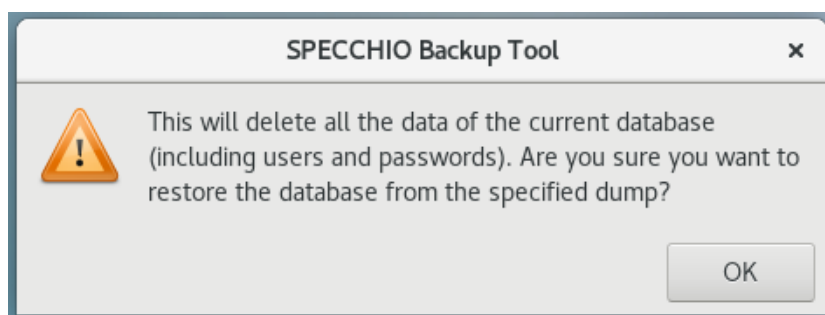 SPECCHIO Backup Tool ×
This will delete all the data of the current database
(including users and passwords). Are you sure you want to
restore the database from the specified dump?
OK